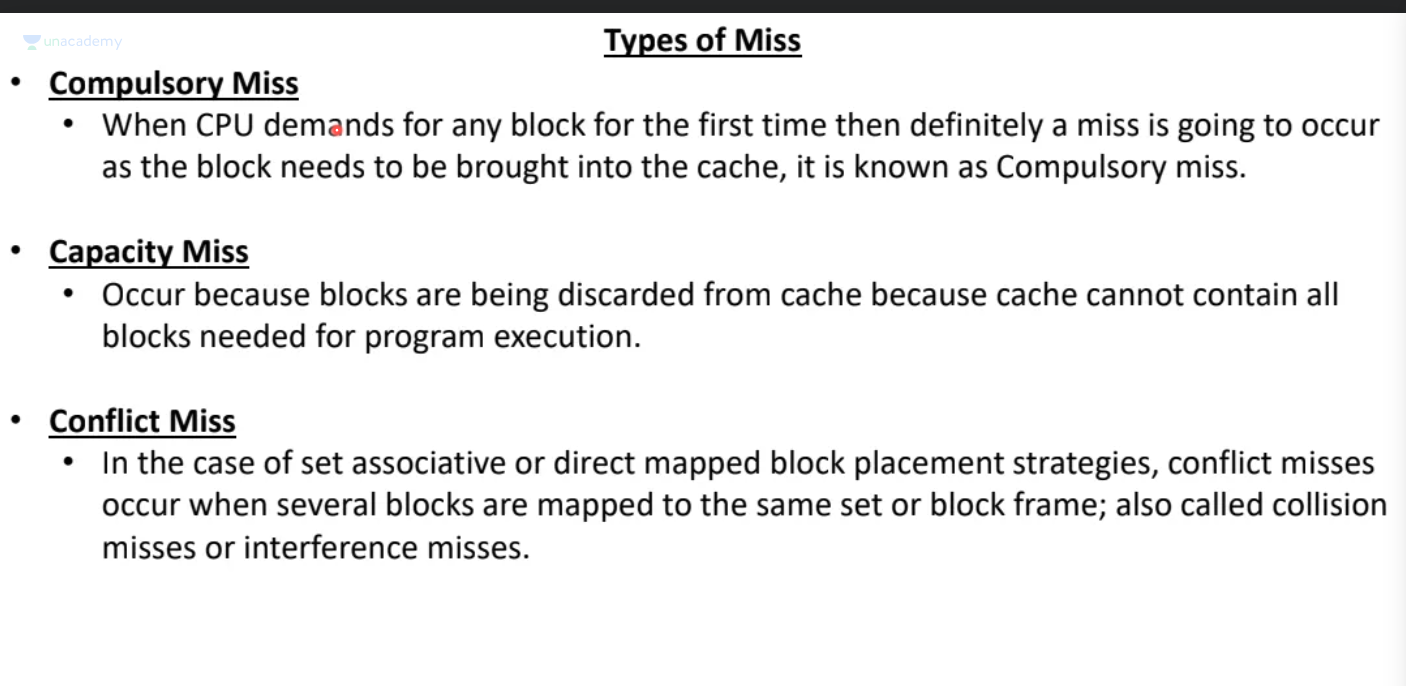 unacademy
Types of Miss
• Compulsory Miss
• When CPU demands for any block for the first time then definitely a miss is going to occur
as the block needs to be brought into the cache, it is known as Compulsory miss.
• Capacity Miss
• Occur because blocks are being discarded from cache because cache cannot contain all
blocks needed for program execution.
• Conflict Miss
• In the case of set associative or direct mapped block placement strategies, conflict misses
occur when several blocks are mapped to the same set or block frame; also called collision
misses or interference misses.